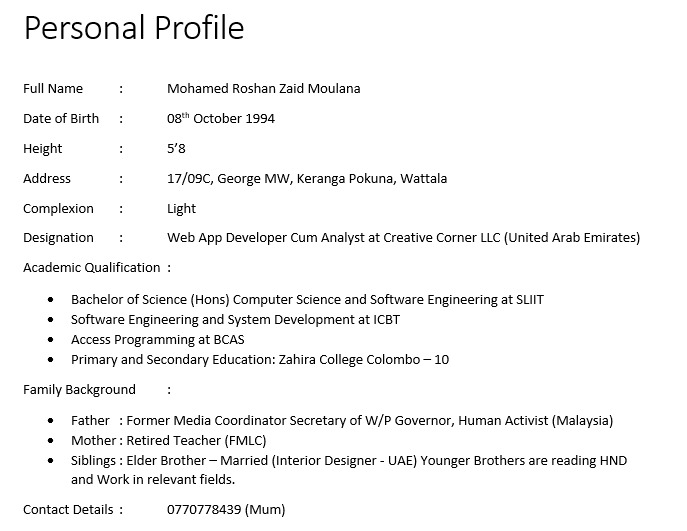 Personal Profile
Full Name : Mohamed Roshan Zaid Moulana
Date of Birth : 08th October 1994
Height : 5’8
Address : 17/09C, George MW, Keranga Pokuna, Wattala
Complexion : Light
Designation : Web App Developer Cum Analyst at Creative Corner LLC (United Arab Emirates)
Academic Qualification :
• Bachelor of Science (Hons) Computer Science and Software Engineering at SLIIT
• Software Engineering and System Development at ICBT
• Access Programming at BCAS
• Primary and Secondary Education: Zahira College Colombo – 10
Family Background :
• Father : Former Media Coordinator Secretary of W/P Governor, Human Activist (Malaysia)
• Mother : Retired Teacher (FMLC)
• Siblings : Elder Brother – Married (Interior Designer - UAE) Younger Brothers are reading HND
and Work in relevant fields.
Contact Details : 0770778439 (Mum)